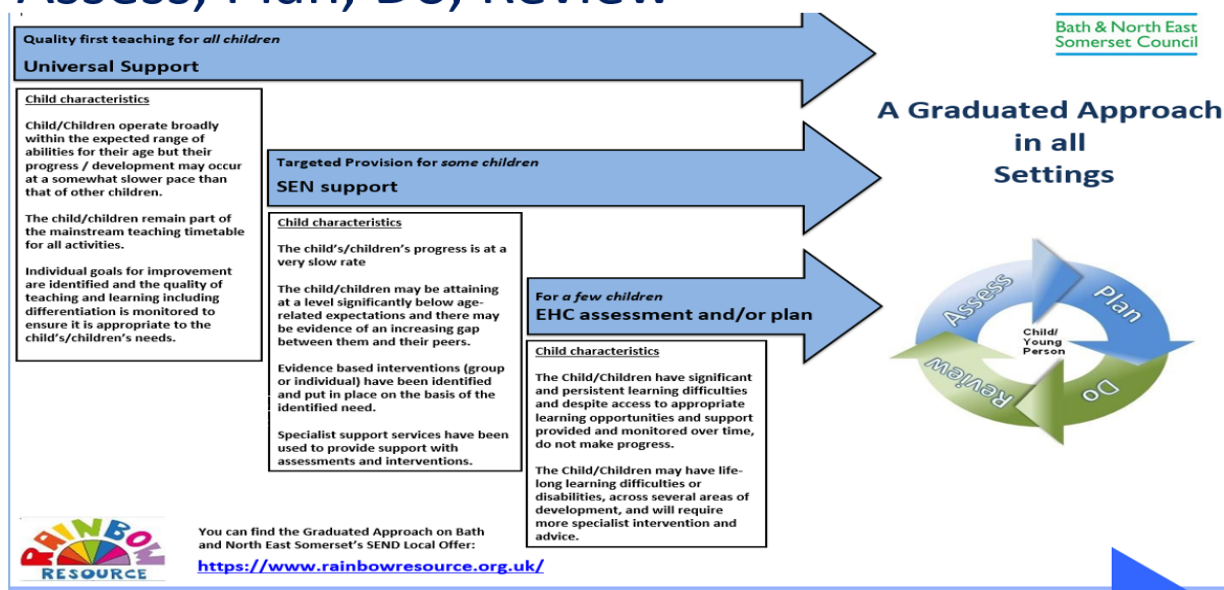 Assess, Plan, Do, Review
Quality first teaching for all children
Universal Support
Bath & North East
Somerset Council
Child characteristics
Child/Children operate broadly
within the expected range of
abilities for their age but their
progress / development may occur
at a somewhat slower pace than
that of other children.
The child/children remain part of
the mainstream teaching timetable
for all activities.
Individual goals for improvement
are identified and the quality of
teaching and learning including
differentiation is monitored to
ensure it is appropriate to the
child's/children's needs.
Targeted Provision for some children
SEN support
Child characteristics
The child's/children's progress is at a
very slow rate
The child/children may be attaining
at a level significantly below age-
related expectations and there may
be evidence of an increasing gap
between them and their peers.
Evidence based interventions (group
or individual) have been identified
and put in place on the basis of the
identified need.
Specialist support services have been
used to provide support with
assessments and interventions.
For a few children
EHC assessment and/or plan
Child characteristics
The Child/Children have significant
and persistent learning difficulties
and despite access to appropriate
learning opportunities and support
provided and monitored over time,
do not make progress.
The Child/Children may have life-
long learning difficulties or
disabilities, across several areas of
development, and will require
more specialist intervention and
advice.
A Graduated Approach
in all
Settings
Assess
Plan
Do
Review
Child/
Young
Person
RAINBOW
RESOURCE
You can find the Graduated Approach on Bath
and North East Somerset's SEND Local Offer:
https://www.rainbowresource.org.uk/